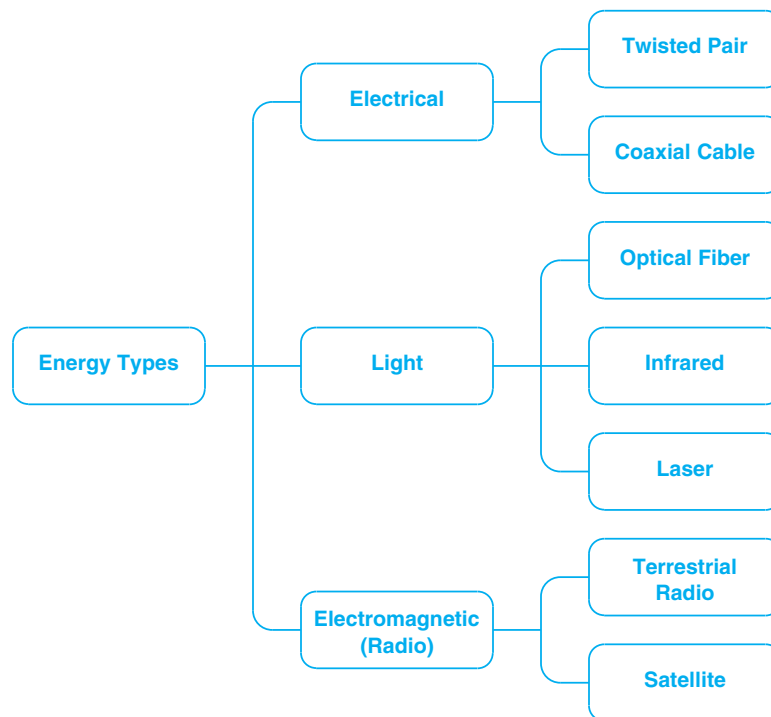 Energy Types
Electrical
Twisted Pair
Coaxial Cable
Light
Optical Fiber
Infrared
Laser
Electromagnetic
(Radio)
Terrestrial
Radio
Satellite